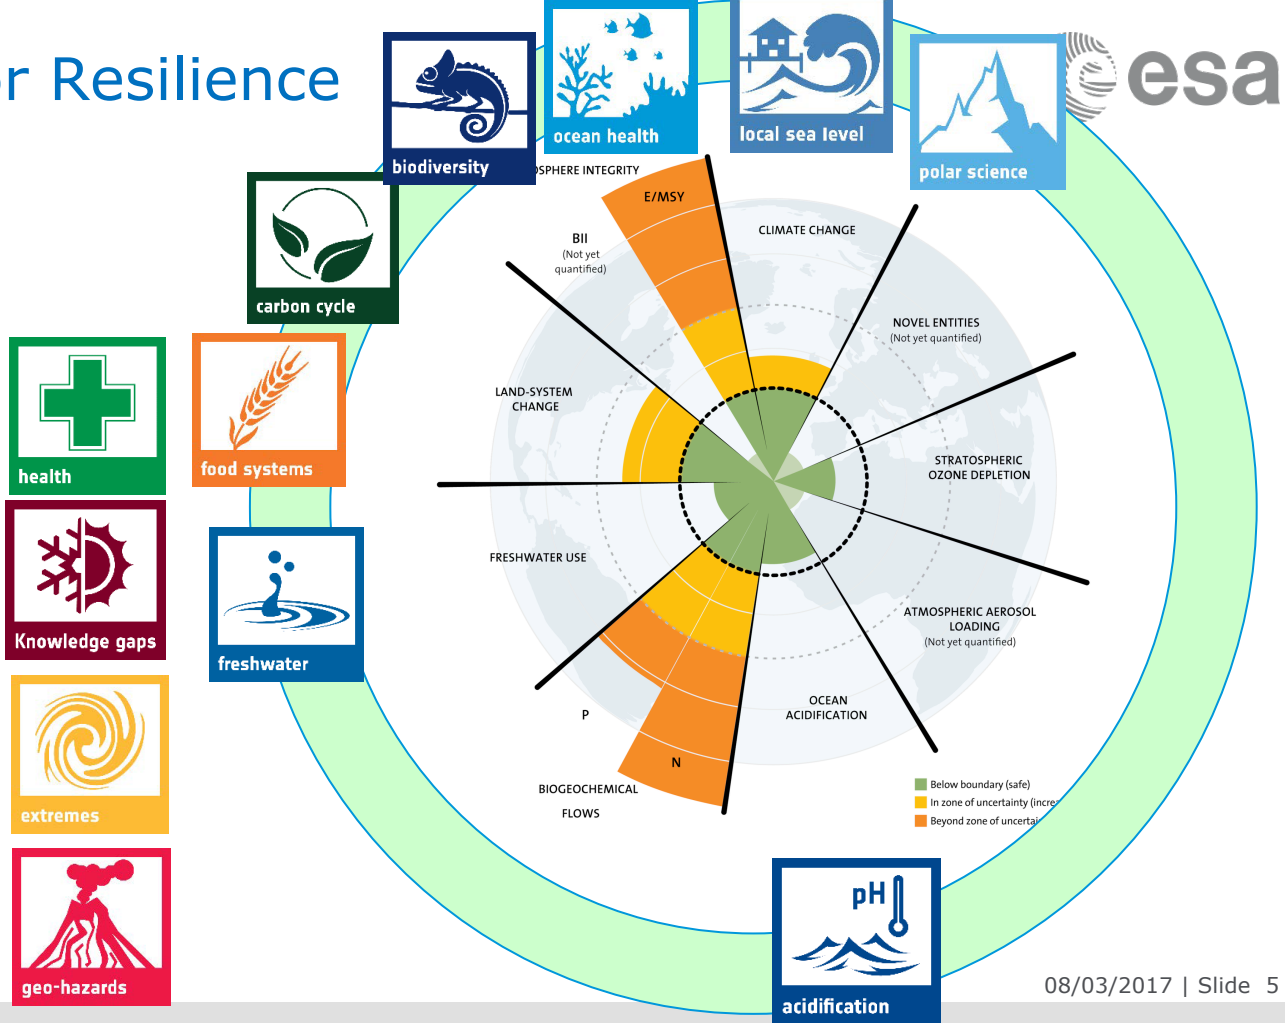 or Resilience
esa
biodiversity
ocean health
local sea level
polar science
carbon cycle
health
food systems
Knowledge gaps
freshwater
extremes
geo-hazards
pH
acidification
OSPHERE INTEGRITY
E/MSY
BII
(Not yet
quantified)
CLIMATE CHANGE
NOVEL ENTITIES
(Not yet quantified)
LAND-SYSTEM
CHANGE
STRATOSPHERIC
OZONE DEPLETION
FRESHWATER USE
ATMOSPHERIC AEROSOL
LOADING
(Not yet quantified)
OCEAN
ACIDIFICATION
P
N
BIOGEOCHEMICAL
FLOWS
Below boundary (safe)
In zone of uncertainty (incre
Beyond zone of uncertai
08/03/2017 | Slide 5